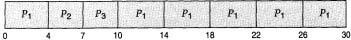 P₁ P₂ P₃ P₁ P₁ P₁ P₁ P₁
0 4 7 10 14 18 22 26 30